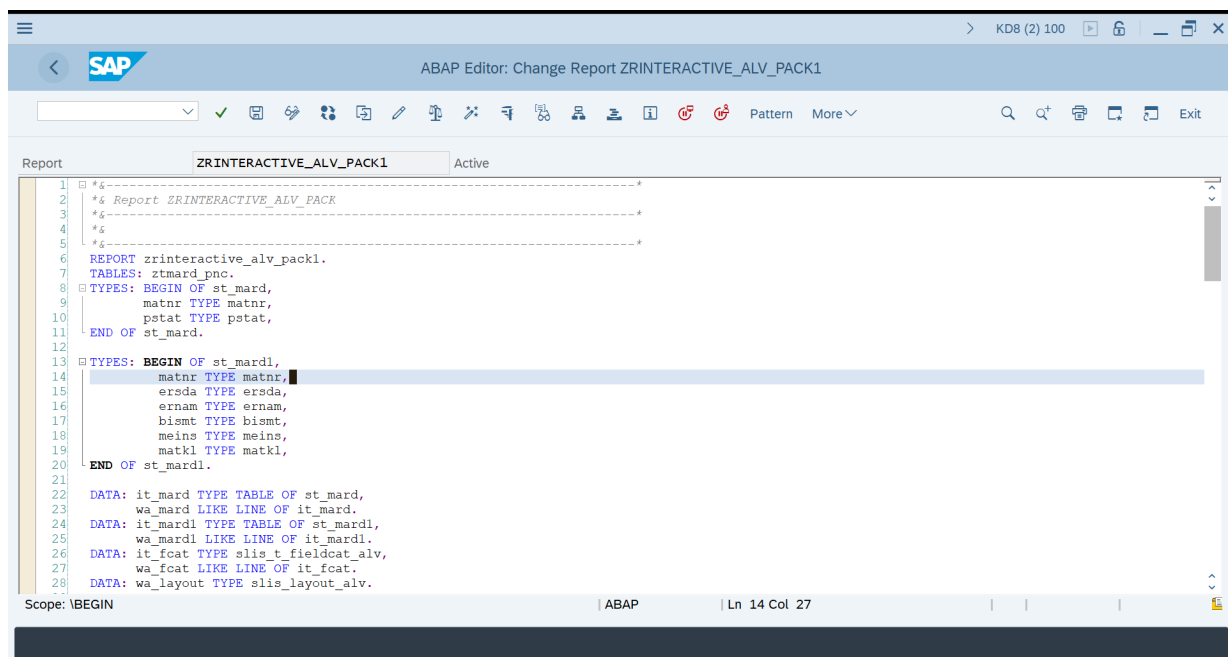 KD8 (2) 100
SAP
ABAP Editor: Change Report ZRINTERACTIVE_ALV_PACK1
Pattern More Exit
Report ZRINTERACTIVE_ALV_PACK1 Active
1 *&---------------------------------------------------------------------*
2 *& Report ZRINTERACTIVE_ALV_PACK
3 *&---------------------------------------------------------------------*
4 *&
5 *&---------------------------------------------------------------------*
6 REPORT zrinteractive_alv_pack1.
7 TABLES: ztmard_pnc.
8 TYPES: BEGIN OF st_mard,
9 matnr TYPE matnr,
10 pstat TYPE pstat,
11 END OF st_mard.
12
13 TYPES: BEGIN OF st_mard1,
14 matnr TYPE matnr,
15 ersda TYPE ersda,
16 ernam TYPE ernam,
17 bismt TYPE bismt,
18 meins TYPE meins,
19 matkl TYPE matkl,
20 END OF st_mard1.
21
22 DATA: it_mard TYPE TABLE OF st_mard,
23 wa_mard LIKE LINE OF it_mard.
24 DATA: it_mard1 TYPE TABLE OF st_mard1,
25 wa_mard1 LIKE LINE OF it_mard1.
26 DATA: it_fcat TYPE slis_t_fieldcat_alv,
27 wa_fcat LIKE LINE OF it_fcat.
28 DATA: wa_layout TYPE slis_layout_alv.
Scope: \BEGIN ABAP Ln 14 Col 27